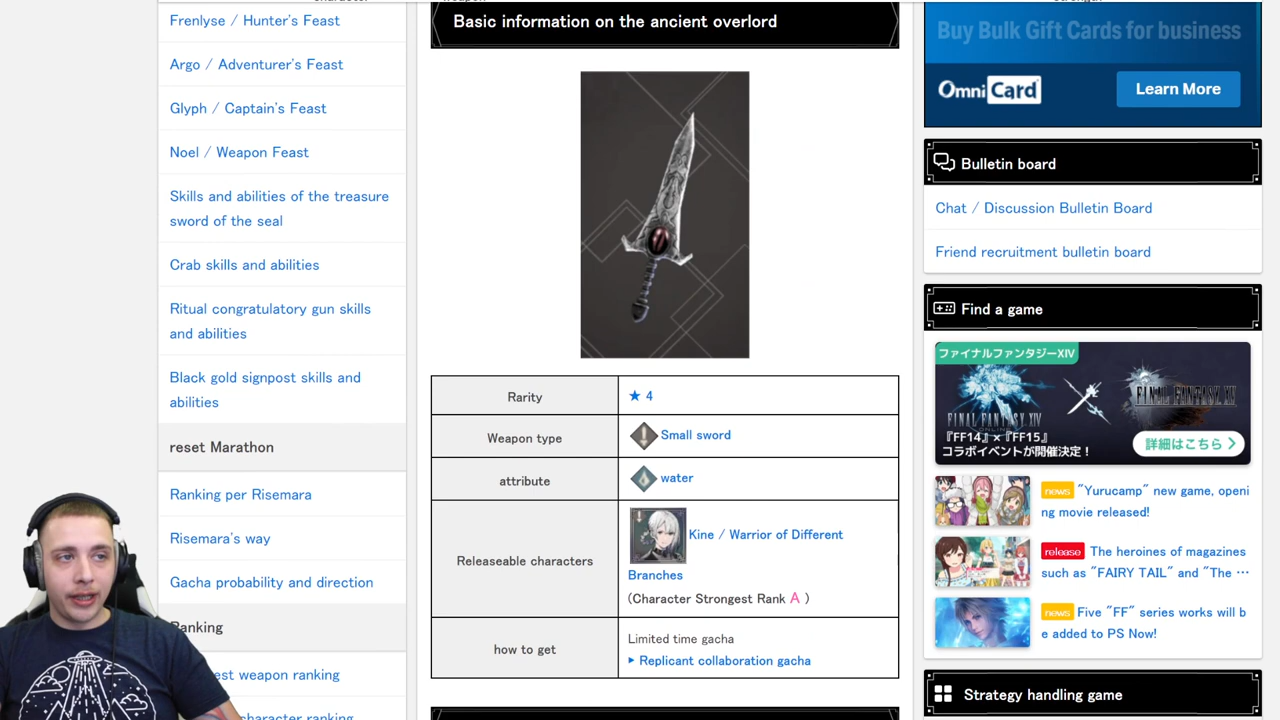 Frenlyse / Hunter's Feast
Argo / Adventurer's Feast
Glyph / Captain's Feast
Noel / Weapon Feast
Skills and abilities of the treasure
sword of the seal
Crab skills and abilities
Ritual congratulatory gun skills
and abilities
Black gold signpost skills and
abilities
reset Marathon
Ranking per Risemara
Risemara's way
Gacha probability and direction
Ranking
est weapon ranking
character ranking
Basic information on the ancient overlord
Rarity
★ 4
Weapon type
Small sword
attribute
water
Releaseable characters
Kine / Warrior of Different
Branches
(Character Strongest Rank A )
how to get
Limited time gacha
Replicant collaboration gacha
Buy Bulk Gift Cards for business
OmniCard
Learn More
Bulletin board
Chat / Discussion Bulletin Board
Friend recruitment bulletin board
Find a game
ファイナルファンタジーXIV
FINAL FANTASY XIV
ONLINE
FINAL FANTASY XV
『FF14』×『FF15』
コラボイベントが開催決定！
詳細はこちら
news "Yurucamp" new game, openi
ng movie released!
release The heroines of magazines
such as "FAIRY TAIL" and "The ...
news Five "FF" series works will b
e added to PS Now!
Strategy handling game